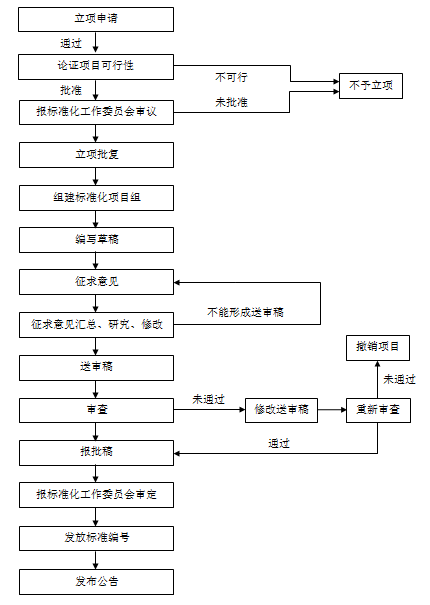 立项申请
通过
论证项目可行性
不可行
不予立项
批准
未批准
报标准化工作委员会审议
立项批复
组建标准化项目组
编写草稿
征求意见
不能形成送审稿
征求意见汇总、研究、修改
撤销项目
送审稿
未通过
未通过
审查
修改送审稿
重新审查
通过
报批稿
报标准化工作委员会审定
发放标准编号
发布公告